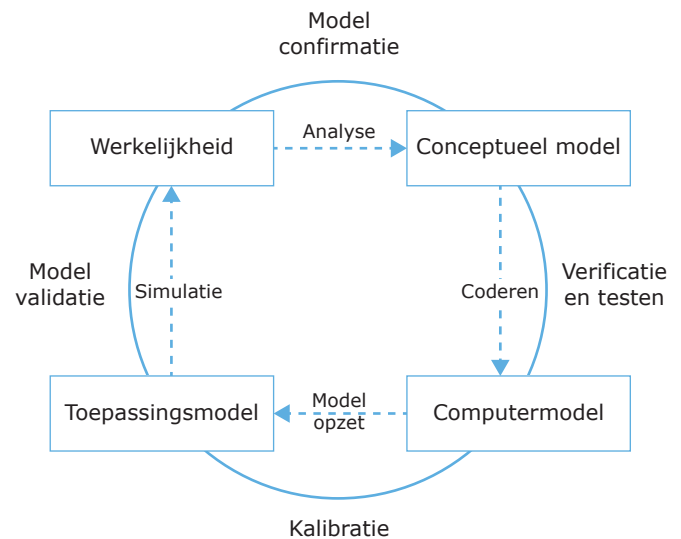 Model
confirmatie
Werkelijkheid
Analyse
Conceptueel model
Model
validatie
Simulatie
Coderen
Verificatie
en testen
Toepassingsmodel
Model
opzet
Computermodel
Kalibratie